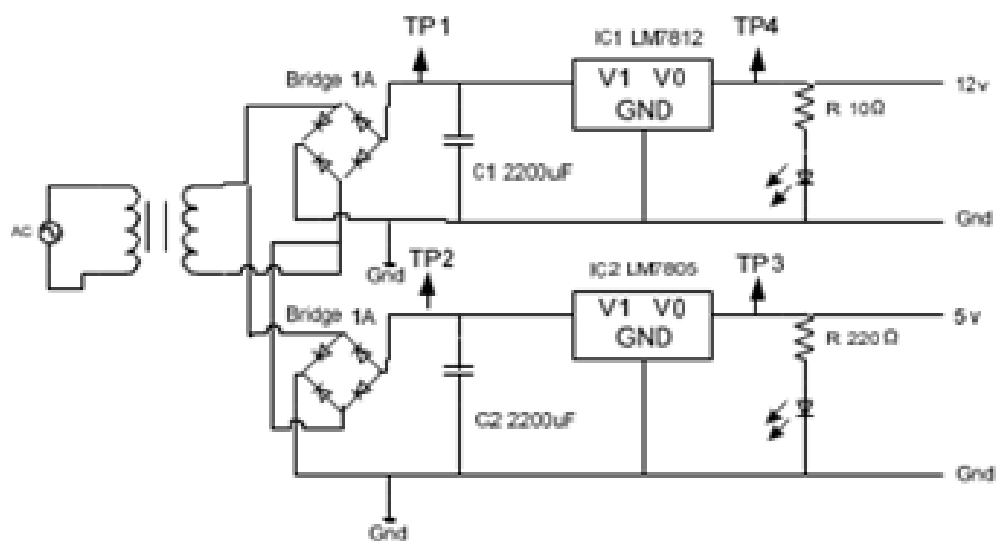 TP1
IC1 LM7812
TP4
Bridge 1A
V1 V0
GND
12v
R 10Ω
C1 2200uF
AC
Gnd
Gnd
TP2
IC2 LM7805
TP3
Bridge 1A
V1 V0
GND
5v
R 220Ω
C2 2200uF
Gnd
Gnd